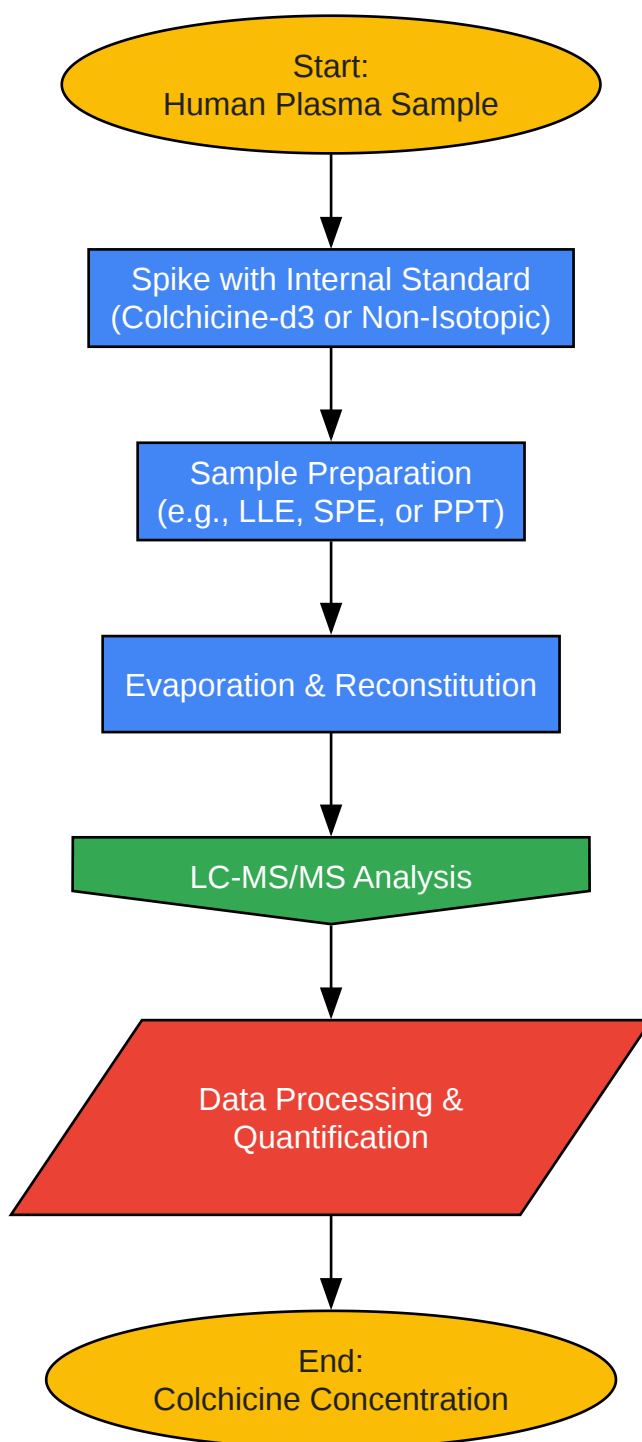 Start:
Human Plasma Sample
Spike with Internal Standard
(Colchicine-d3 or Non-Isotopic)
Sample Preparation
(e.g., LLE, SPE, or PPT)
Evaporation & Reconstitution
LC-MS/MS Analysis
Data Processing &
Quantification
End:
Colchicine Concentration